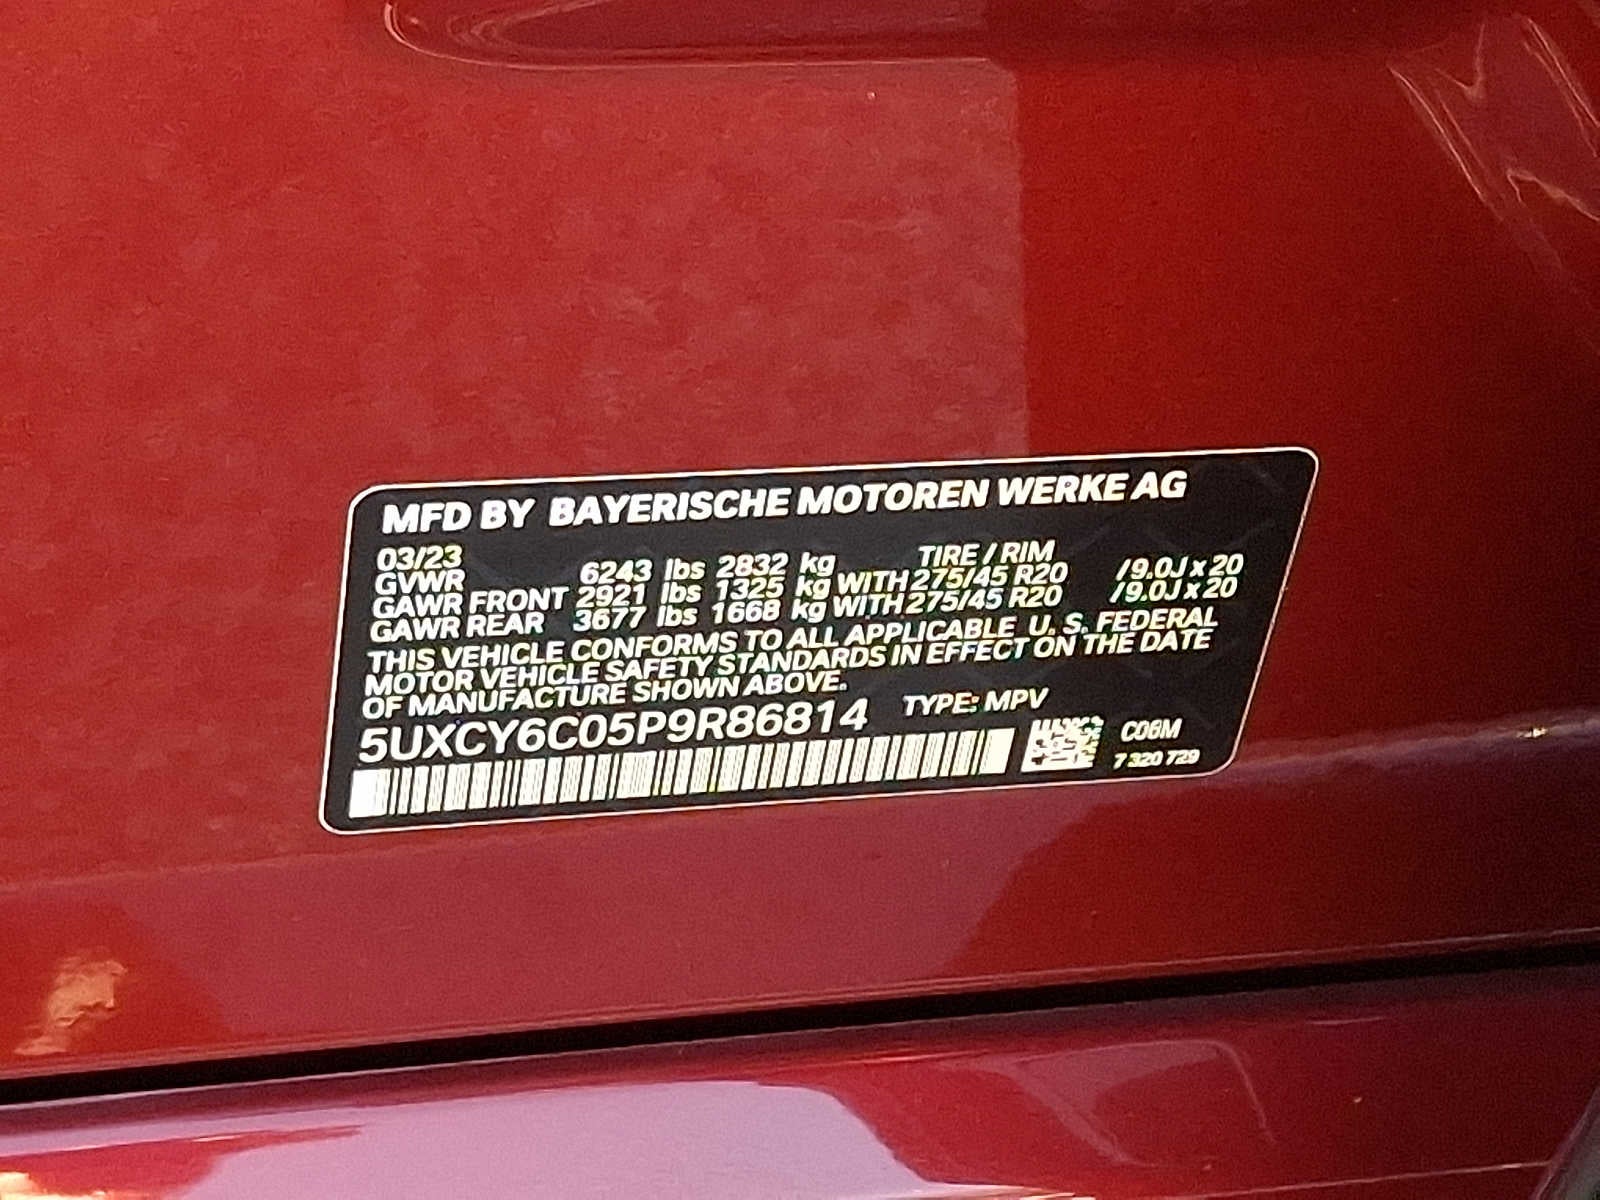 MFD BY BAYERISCHE MOTOREN WERKE AG
03/23 TIRE / RIM
GVWR 6243 lbs 2832 kg
GAWR FRONT 2921 lbs 1325 kg WITH 275/45 R20 / 9.0J x 20
GAWR REAR 3677 lbs 1668 kg WITH 275/45 R20 / 9.0J x 20
THIS VEHICLE CONFORMS TO ALL APPLICABLE U. S. FEDERAL
MOTOR VEHICLE SAFETY STANDARDS IN EFFECT ON THE DATE
OF MANUFACTURE SHOWN ABOVE.
5UXCY6C05P9R86814 TYPE: MPV
C06M
7 320 729